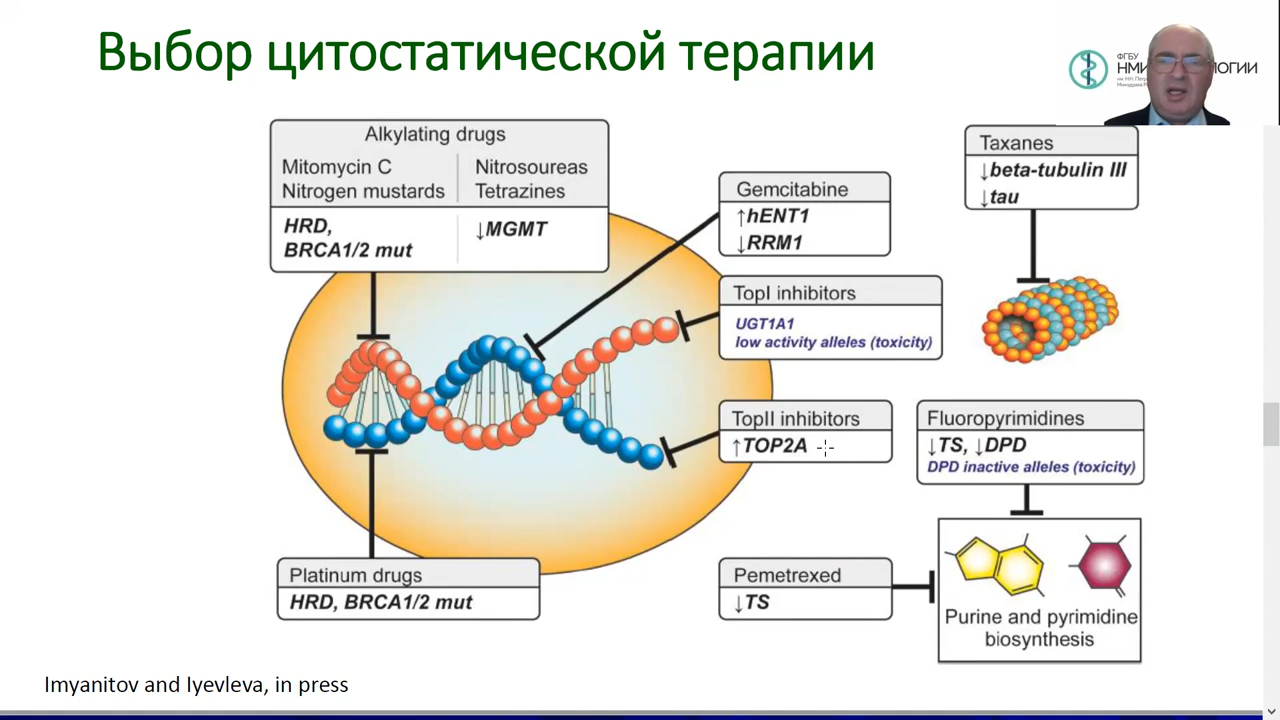 Выбор цитостатической терапии
ФГБУ
Alkylating drugs
Mitomycin C
Nitrogen mustards
Nitrosoureas
Tetrazines
HRD,
BRCA1/2 mut
↓MGMT
Gemcitabine
↑hENT1
↓RRM1
Taxanes
↓beta-tubulin III
↓tau
TopI inhibitors
UGT1A1
low activity alleles (toxicity)
TopII inhibitors
↑TOP2A
Fluoropyrimidines
↓TS, ↓DPD
DPD inactive alleles (toxicity)
Platinum drugs
HRD, BRCA1/2 mut
Pemetrexed
↓TS
Purine and pyrimidine
biosynthesis
Imyanitov and Iyevleva, in press